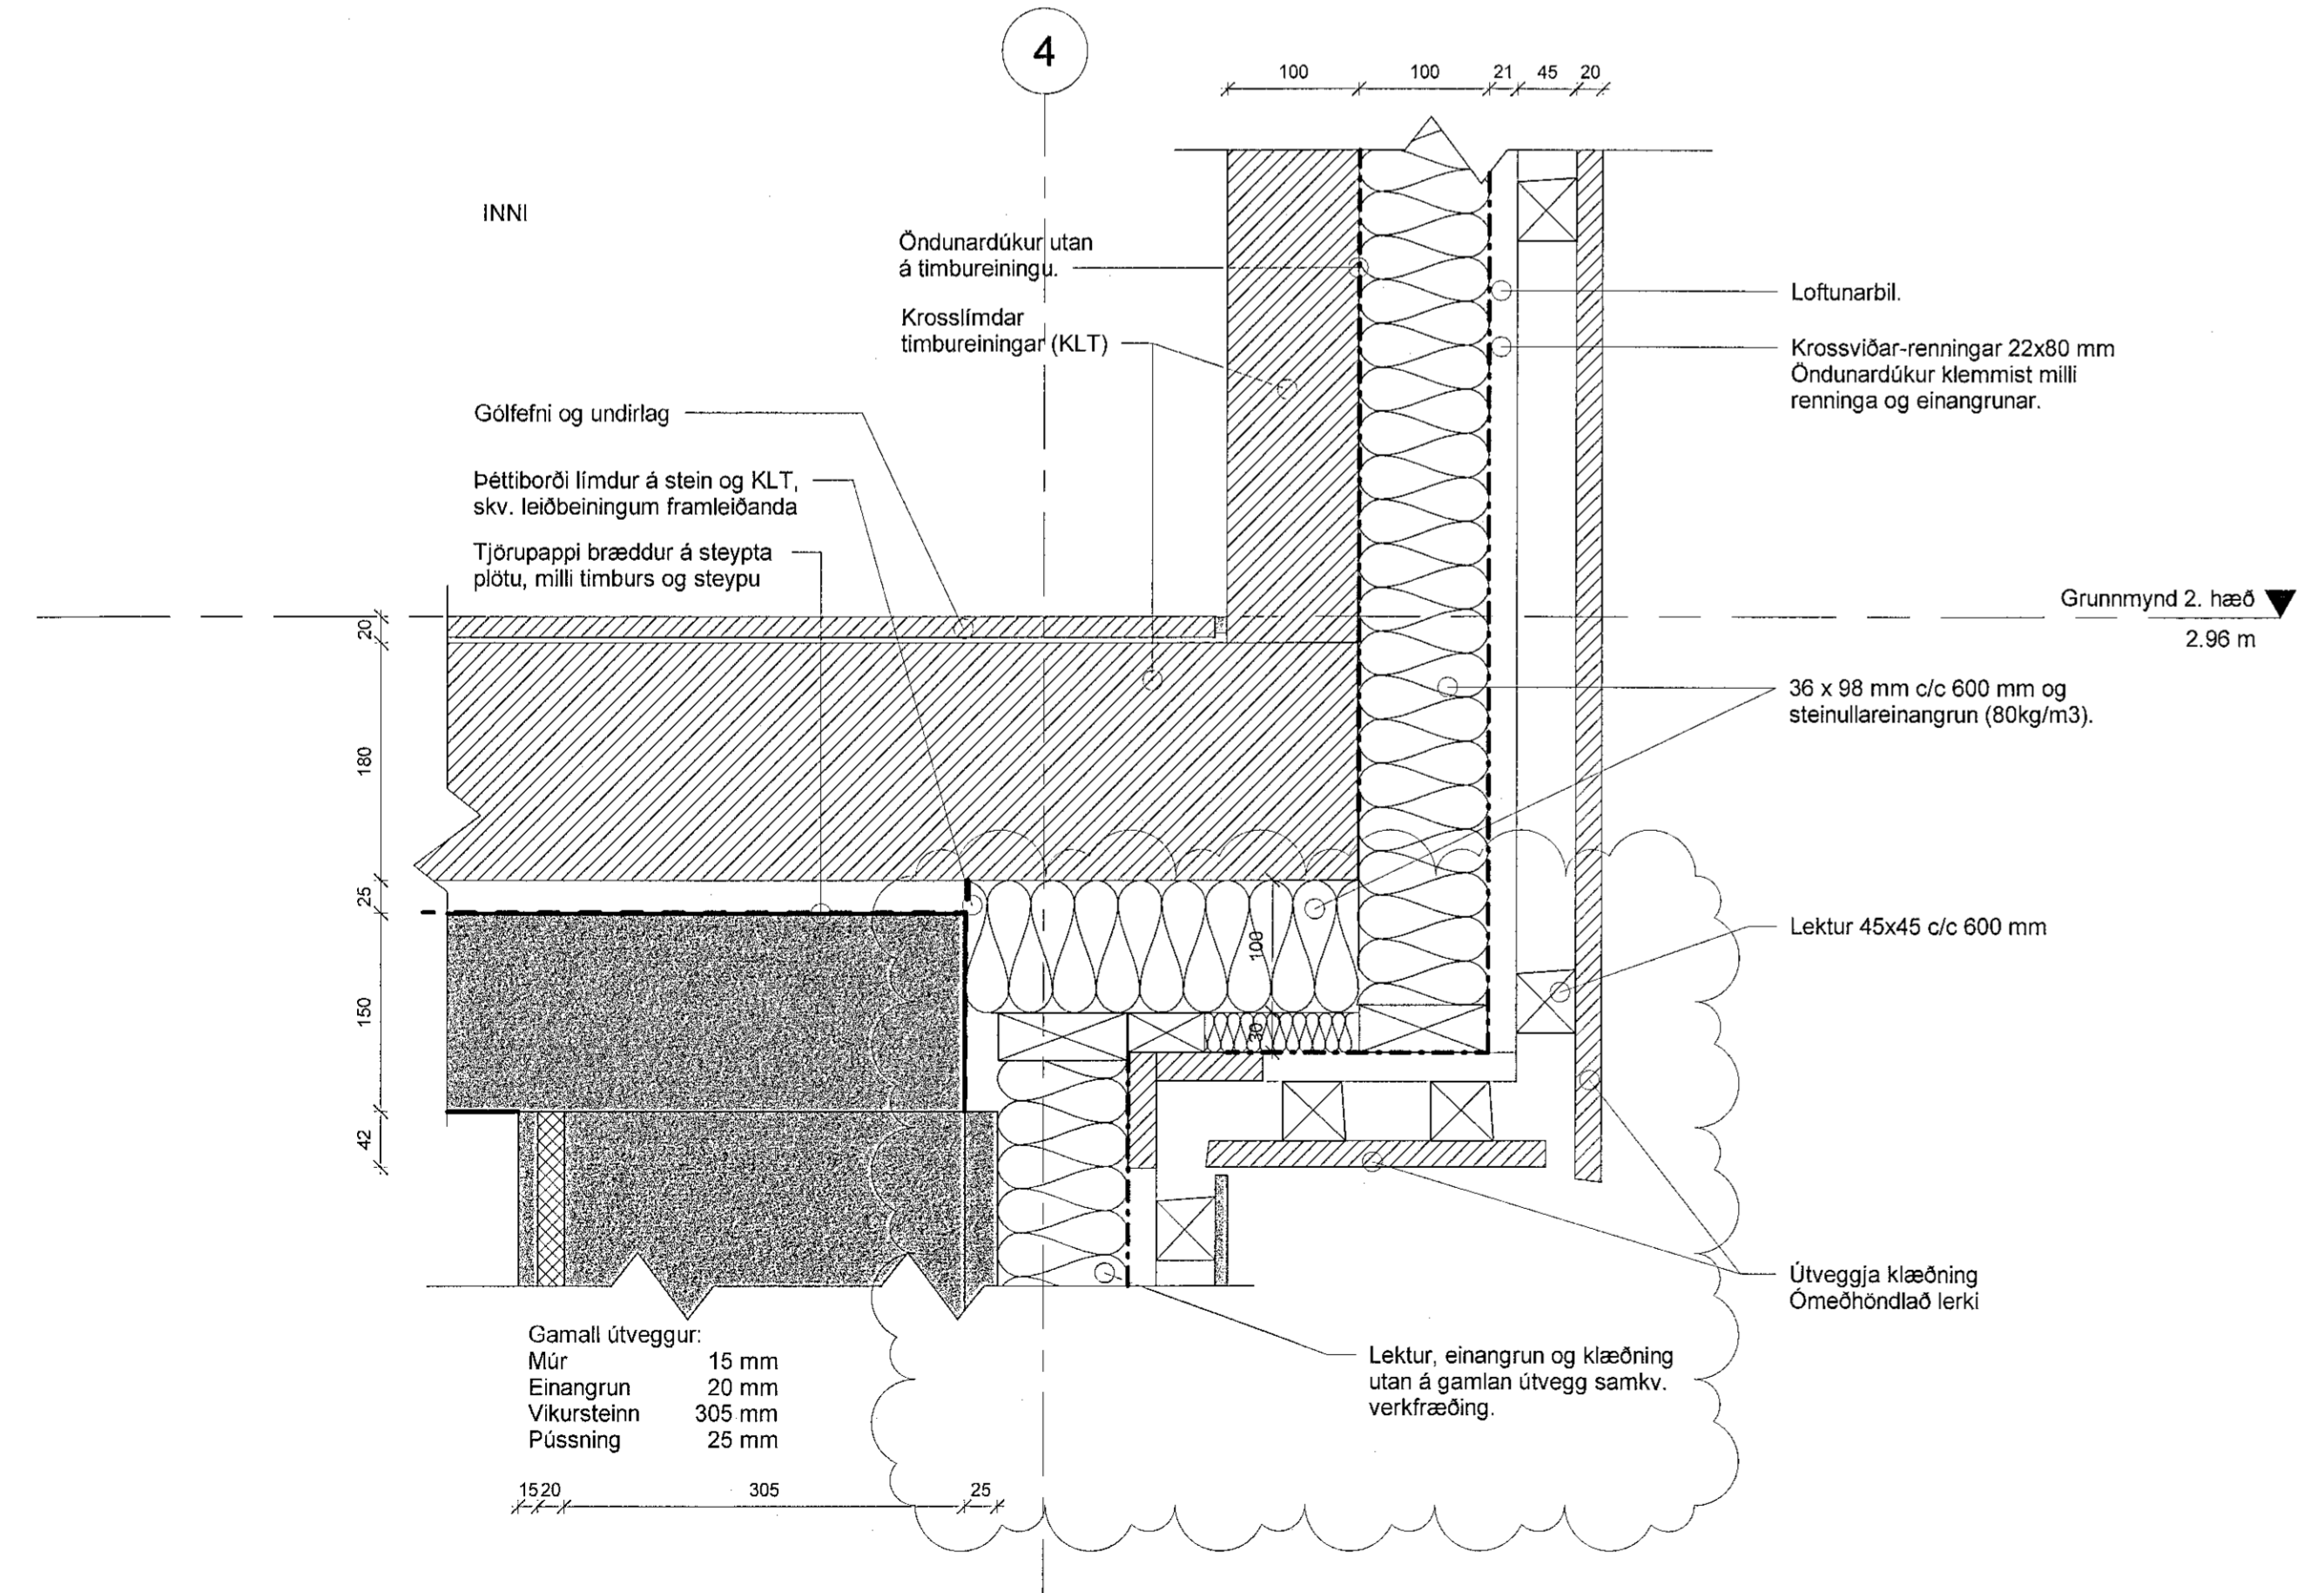 4
100 100 21 45 20
INNI
Öndunardúkur utan
á timbureiningu.
Krosslímdar
timbureiningar (KLT)
Gólfefni og undirlag
Þéttiborði límdur á stein og KLT,
skv. leiðbeiningum framleiðanda
Tjörupappi bræddur á steypta
plötu, milli timburs og steypu
Loftunarbil.
Krossviðar-renningar 22x80 mm
Öndunardúkur klemmist milli
renninga og einangrunar.
Grunnmynd 2. hæð
2.96 m
36 x 98 mm c/c 600 mm og
steinullareinangrun (80kg/m3).
Lektur 45x45 c/c 600 mm
Útveggja klæðning
Ómeðhöndlað lerki
Lektur, einangrun og klæðning
utan á gamlan útvegg samkv.
verkfræðing.
20
180
25
150
42
100
30
Gamall útveggur:
Múr 15 mm
Einangrun 20 mm
Vikursteinn 305 mm
Pússning 25 mm
15 20 305 25